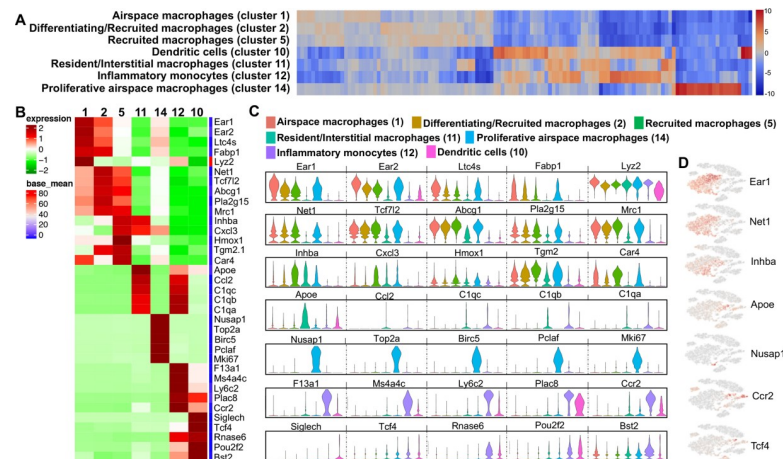 A
Airspace macrophages (cluster 1)
Differentiating/Recruited macrophages (cluster 2)
Recruited macrophages (cluster 5)
Dendritic cells (cluster 10)
Resident/Interstitial macrophages (cluster 11)
Inflammatory monocytes (cluster 12)
Proliferative airspace macrophages (cluster 14)
10
5
0
-5
-10
B
expression
2
1
0
−1
−2
base_mean
80
60
40
20
0
1 2 5 11 14 12 10
Ear1
Ear2
Ltc4s
Fabp1
Lyz2
Net1
Tcf7l2
Abcg1
Pla2g15
Mrc1
Inhba
Cxcl3
Hmox1
Tgm2.1
Car4
Apoe
Ccl2
C1qc
C1qb
C1qa
Nusap1
Top2a
Birc5
Pclaf
Mki67
F13a1
Ms4a4c
Ly6c2
Plac8
Ccr2
Siglech
Tcf4
Rnase6
Pou2f2
Bst2
C
Airspace macrophages (1) Differentiating/Recruited macrophages (2) Recruited macrophages (5)
Resident/Interstitial macrophages (11) Proliferative airspace macrophages (14)
Inflammatory monocytes (12) Dendritic cells (10)
Ear1 Ear2 Ltc4s Fabp1 Lyz2
Net1 Tcf7l2 Abcg1 Pla2g15 Mrc1
Inhba Cxcl3 Hmox1 Tgm2 Car4
Apoe Ccl2 C1qc C1qb C1qa
Nusap1 Top2a Birc5 Pclaf Mki67
F13a1 Ms4a4c Ly6c2 Plac8 Ccr2
Siglech Tcf4 Rnase6 Pou2f2 Bst2
D
Ear1
Net1
Inhba
Apoe
Nusap1
Ccr2
Tcf4